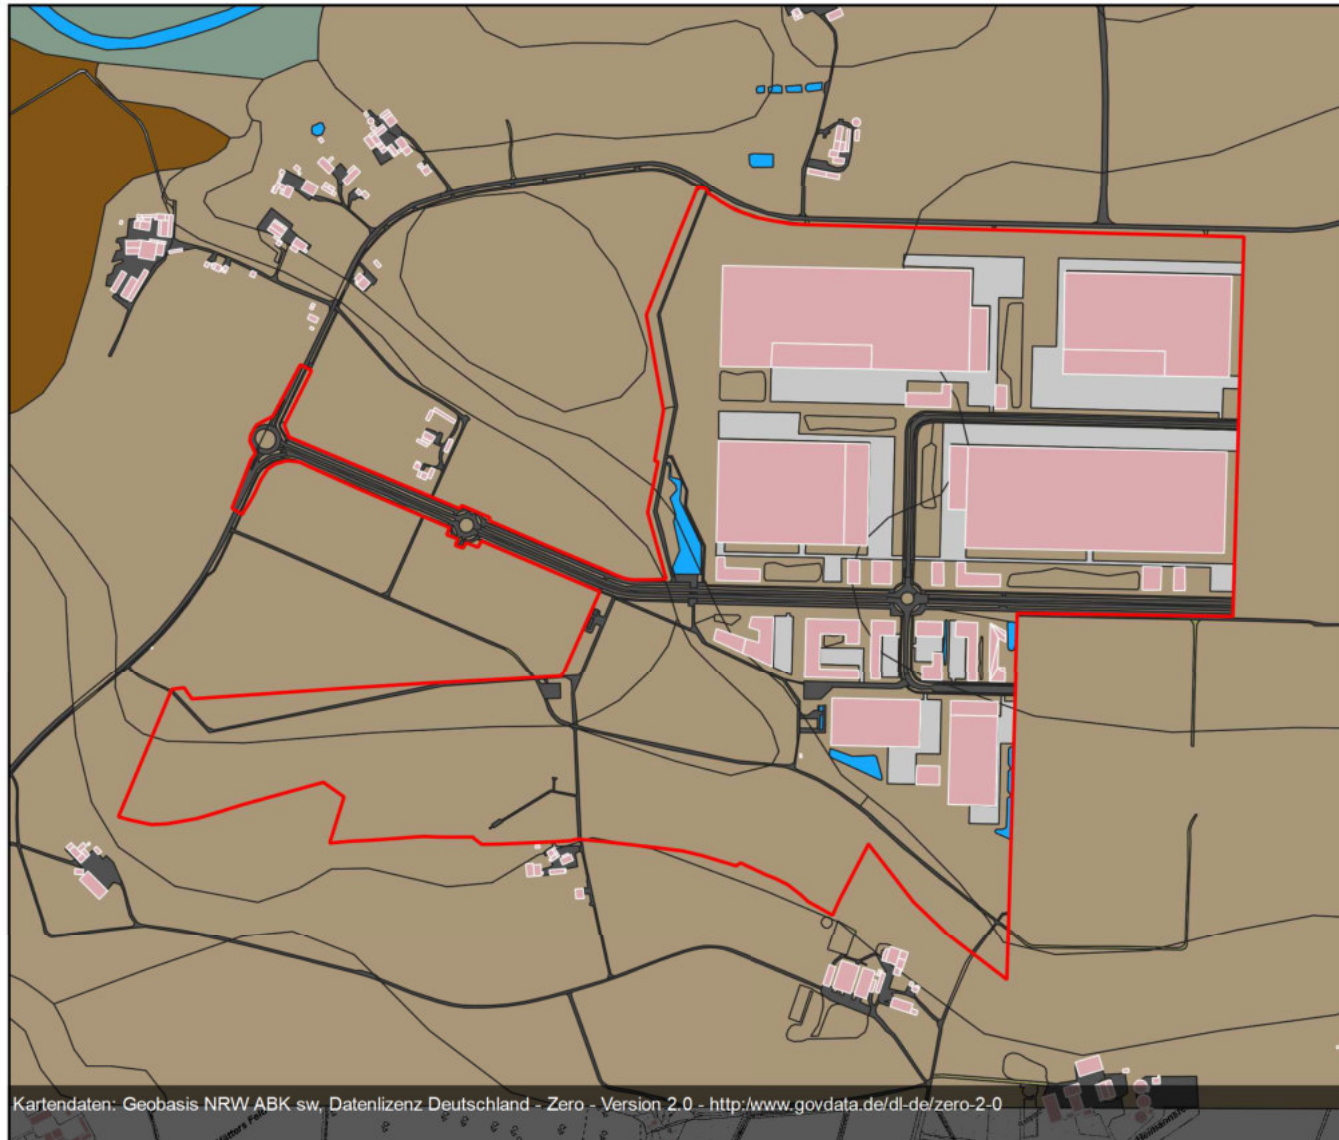 Kartendaten: Geobasis NRW ABK sw, Datenlizenz Deutschland - Zero - Version 2.0 - http:/www.govdata.de/dl-de/zero-2-0